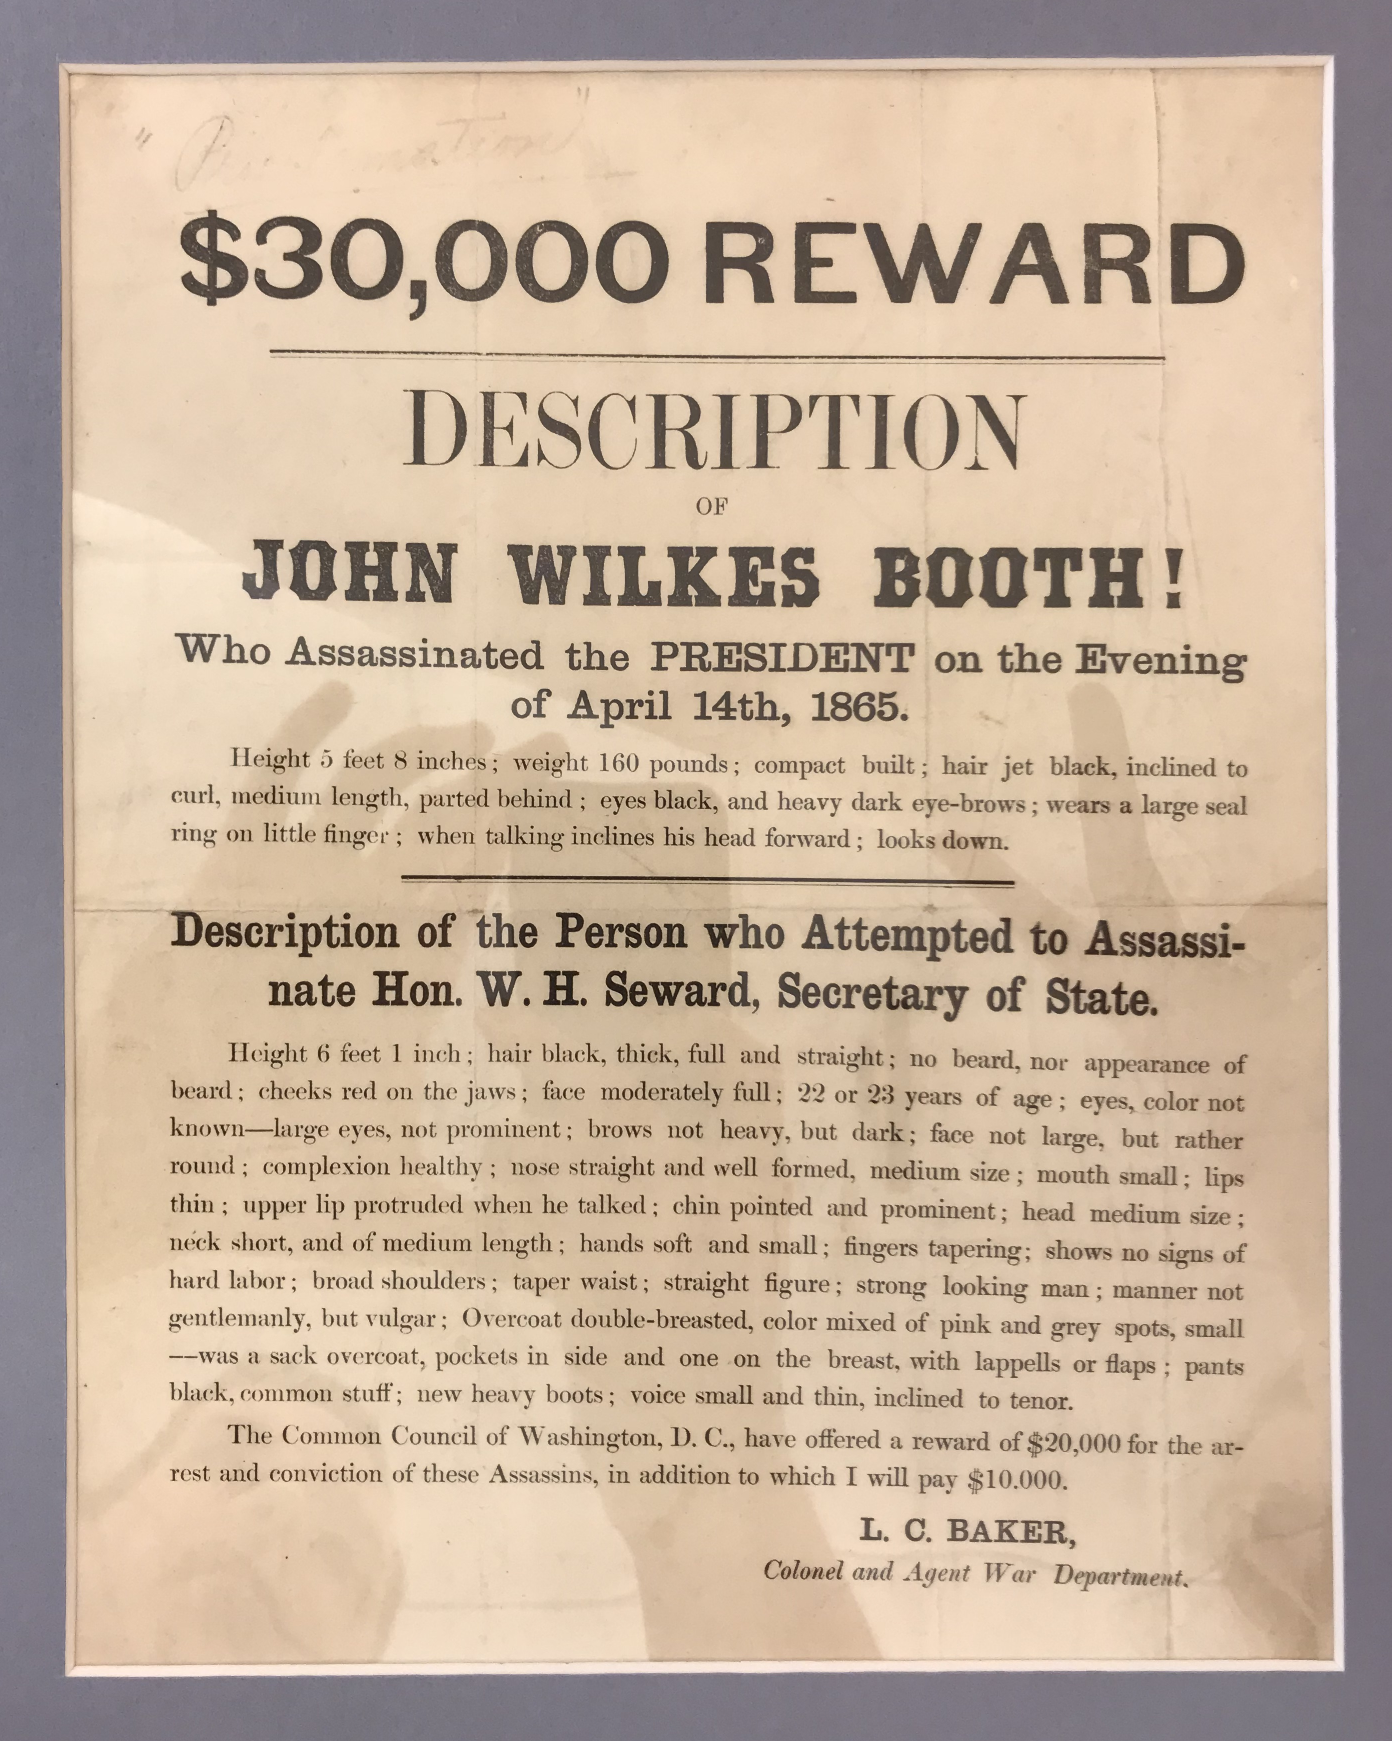 $30,000 REWARD
DESCRIPTION
OF
JOHN WILKES BOOTH!
Who Assassinated the PRESIDENT on the Evening
of April 14th, 1865.
Height 5 feet 8 inches; weight 160 pounds; compact built; hair jet black, inclined to
curl, medium length, parted behind; eyes black, and heavy dark eye-brows; wears a large seal
ring on little finger; when talking inclines his head forward; looks down.
Description of the Person who Attempted to Assassi-
nate Hon. W. H. Seward, Secretary of State.
Height 6 feet 1 inch; hair black, thick, full and straight; no beard, nor appearance of
beard; cheeks red on the jaws; face moderately full; 22 or 23 years of age; eyes, color not
known—large eyes, not prominent; brows not heavy, but dark; face not large, but rather
round; complexion healthy; nose straight and well formed, medium size; mouth small; lips
thin; upper lip protruded when he talked; chin pointed and prominent; head medium size;
neck short, and of medium length; hands soft and small; fingers tapering; shows no signs of
hard labor; broad shoulders; taper waist; straight figure; strong looking man; manner not
gentlemanly, but vulgar; Overcoat double-breasted, color mixed of pink and grey spots, small
—was a sack overcoat, pockets in side and one on the breast, with lappells or flaps; pants
black, common stuff; new heavy boots; voice small and thin, inclined to tenor.
The Common Council of Washington, D. C., have offered a reward of $20,000 for the ar-
rest and conviction of these Assassins, in addition to which I will pay $10.000.
L. C. BAKER,
Colonel and Agent War Department.